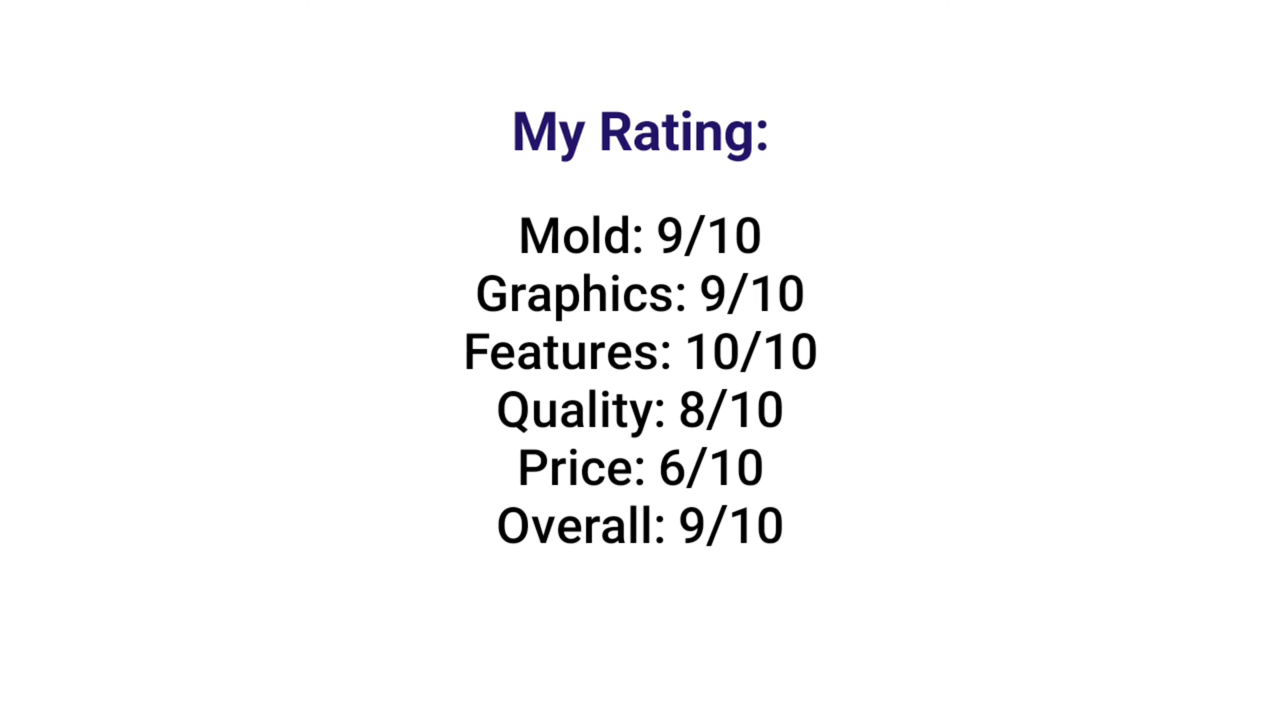 My Rating:
Mold: 9/10
Graphics: 9/10
Features: 10/10
Quality: 8/10
Price: 6/10
Overall: 9/10